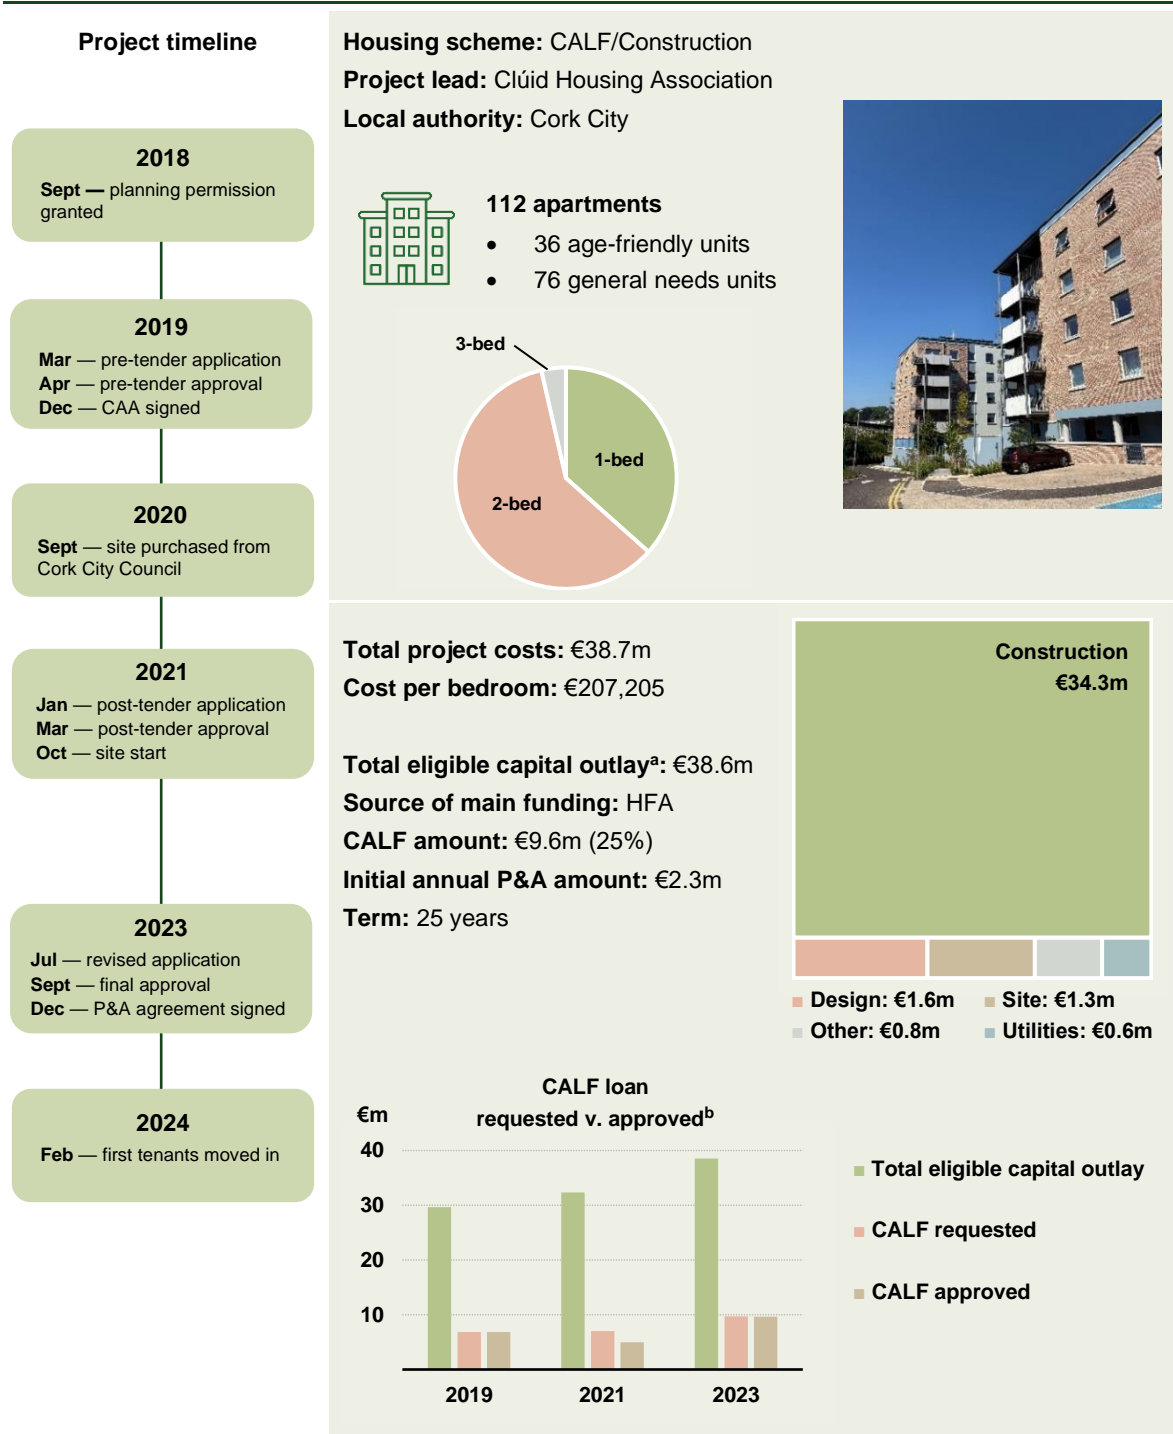 Project timeline
2018
Sept — planning permission
granted
2019
Mar — pre-tender application
Apr — pre-tender approval
Dec — CAA signed
2020
Sept — site purchased from
Cork City Council
2021
Jan — post-tender application
Mar — post-tender approval
Oct — site start
2023
Jul — revised application
Sept — final approval
Dec — P&A agreement signed
2024
Feb — first tenants moved in
Housing scheme: CALF/Construction
Project lead: Clúid Housing Association
Local authority: Cork City
112 apartments
• 36 age-friendly units
• 76 general needs units
3-bed
1-bed
2-bed
Total project costs: €38.7m
Cost per bedroom: €207,205
Total eligible capital outlayᵃ: €38.6m
Source of main funding: HFA
CALF amount: €9.6m (25%)
Initial annual P&A amount: €2.3m
Term: 25 years
Construction
€34.3m
Design: €1.6m Site: €1.3m
Other: €0.8m Utilities: €0.6m
CALF loan
requested v. approvedᵇ
€m
40
30
20
10
2019 2021 2023
Total eligible capital outlay
CALF requested
CALF approved